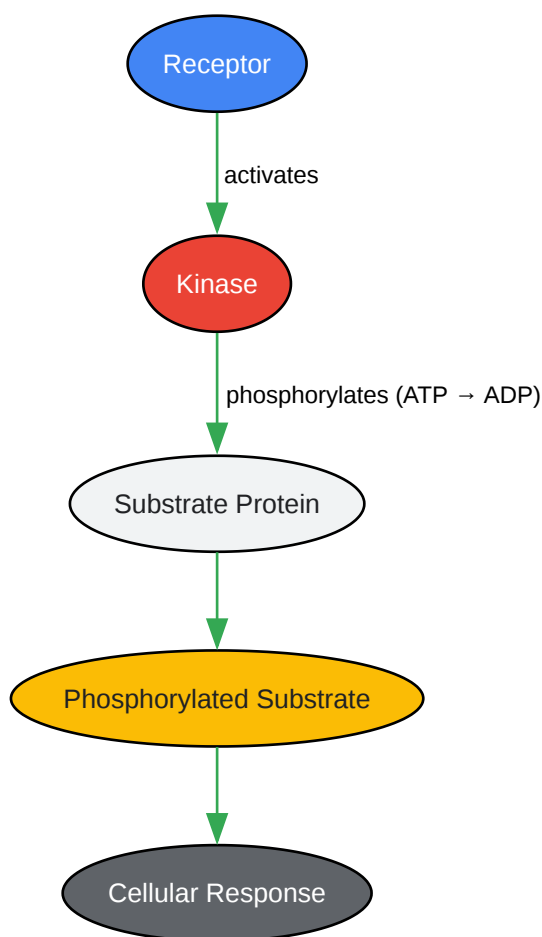 Receptor
activates
Kinase
phosphorylates (ATP → ADP)
Substrate Protein
Phosphorylated Substrate
Cellular Response